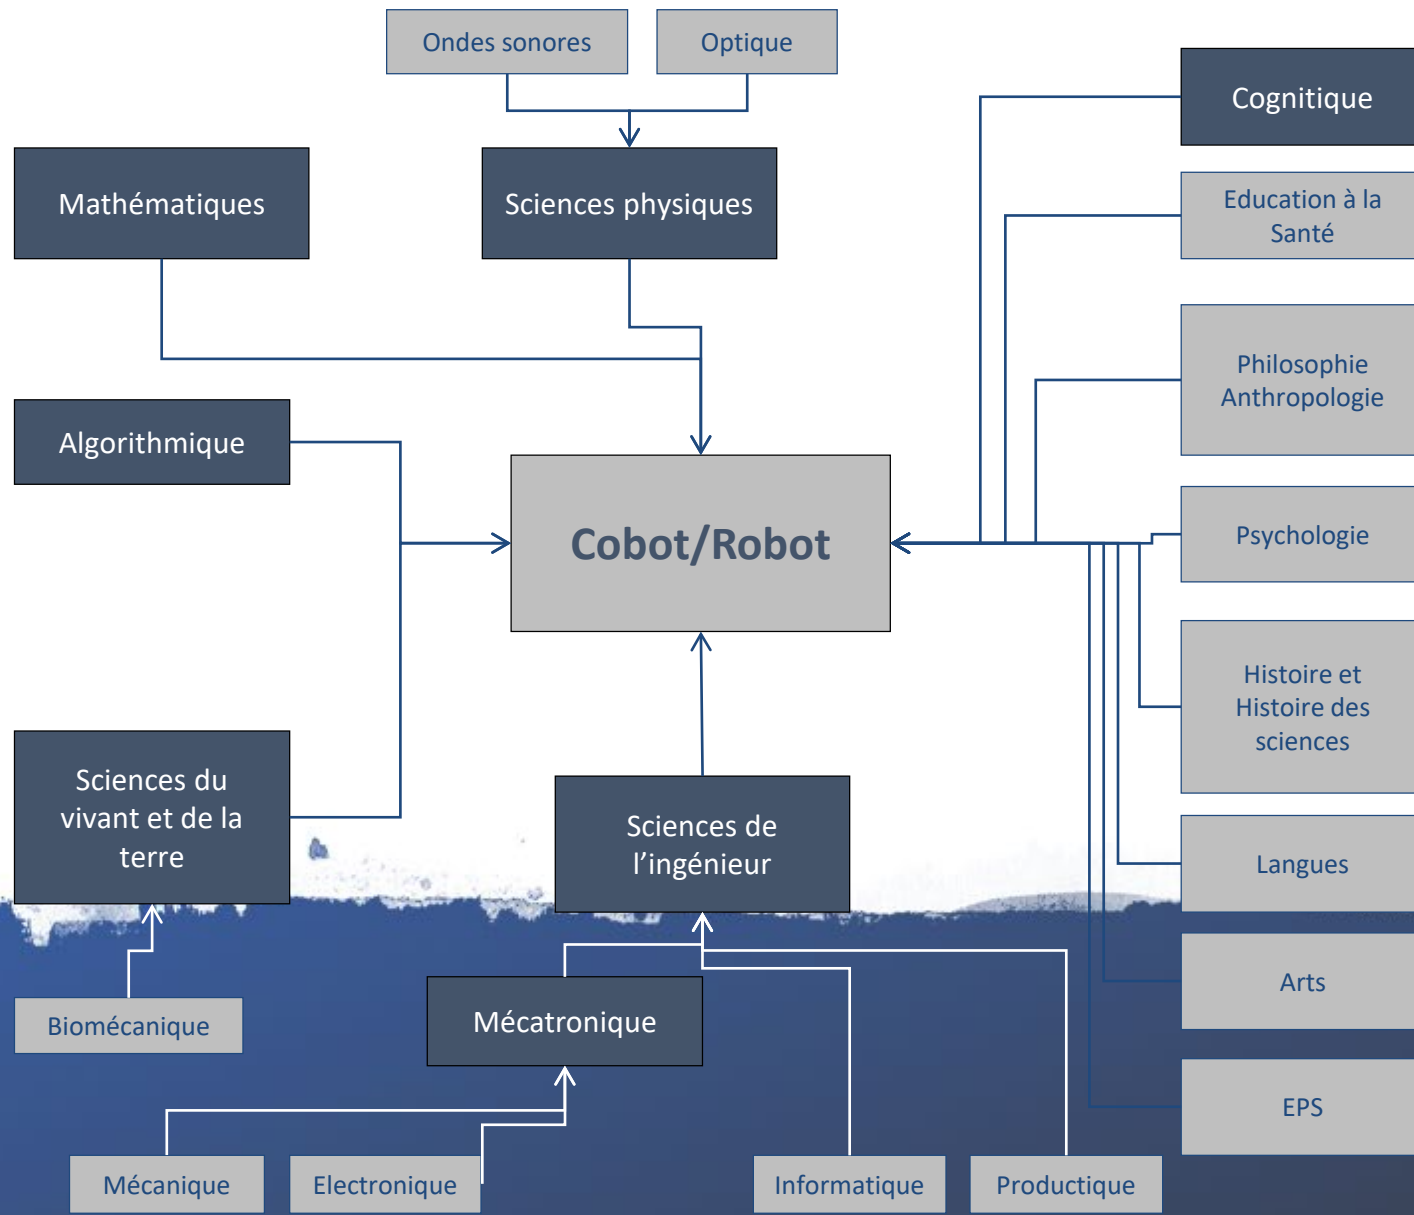 Ondes sonores
Optique
Cognitique
Mathématiques
Sciences physiques
Education à la
Santé
Philosophie
Anthropologie
Algorithmique
Cobot/Robot
Psychologie
Histoire et
Histoire des
sciences
Sciences du
vivant et de la
terre
Sciences de
l'ingénieur
Langues
Arts
Biomécanique
Mécatronique
EPS
Mécanique
Electronique
Informatique
Productique